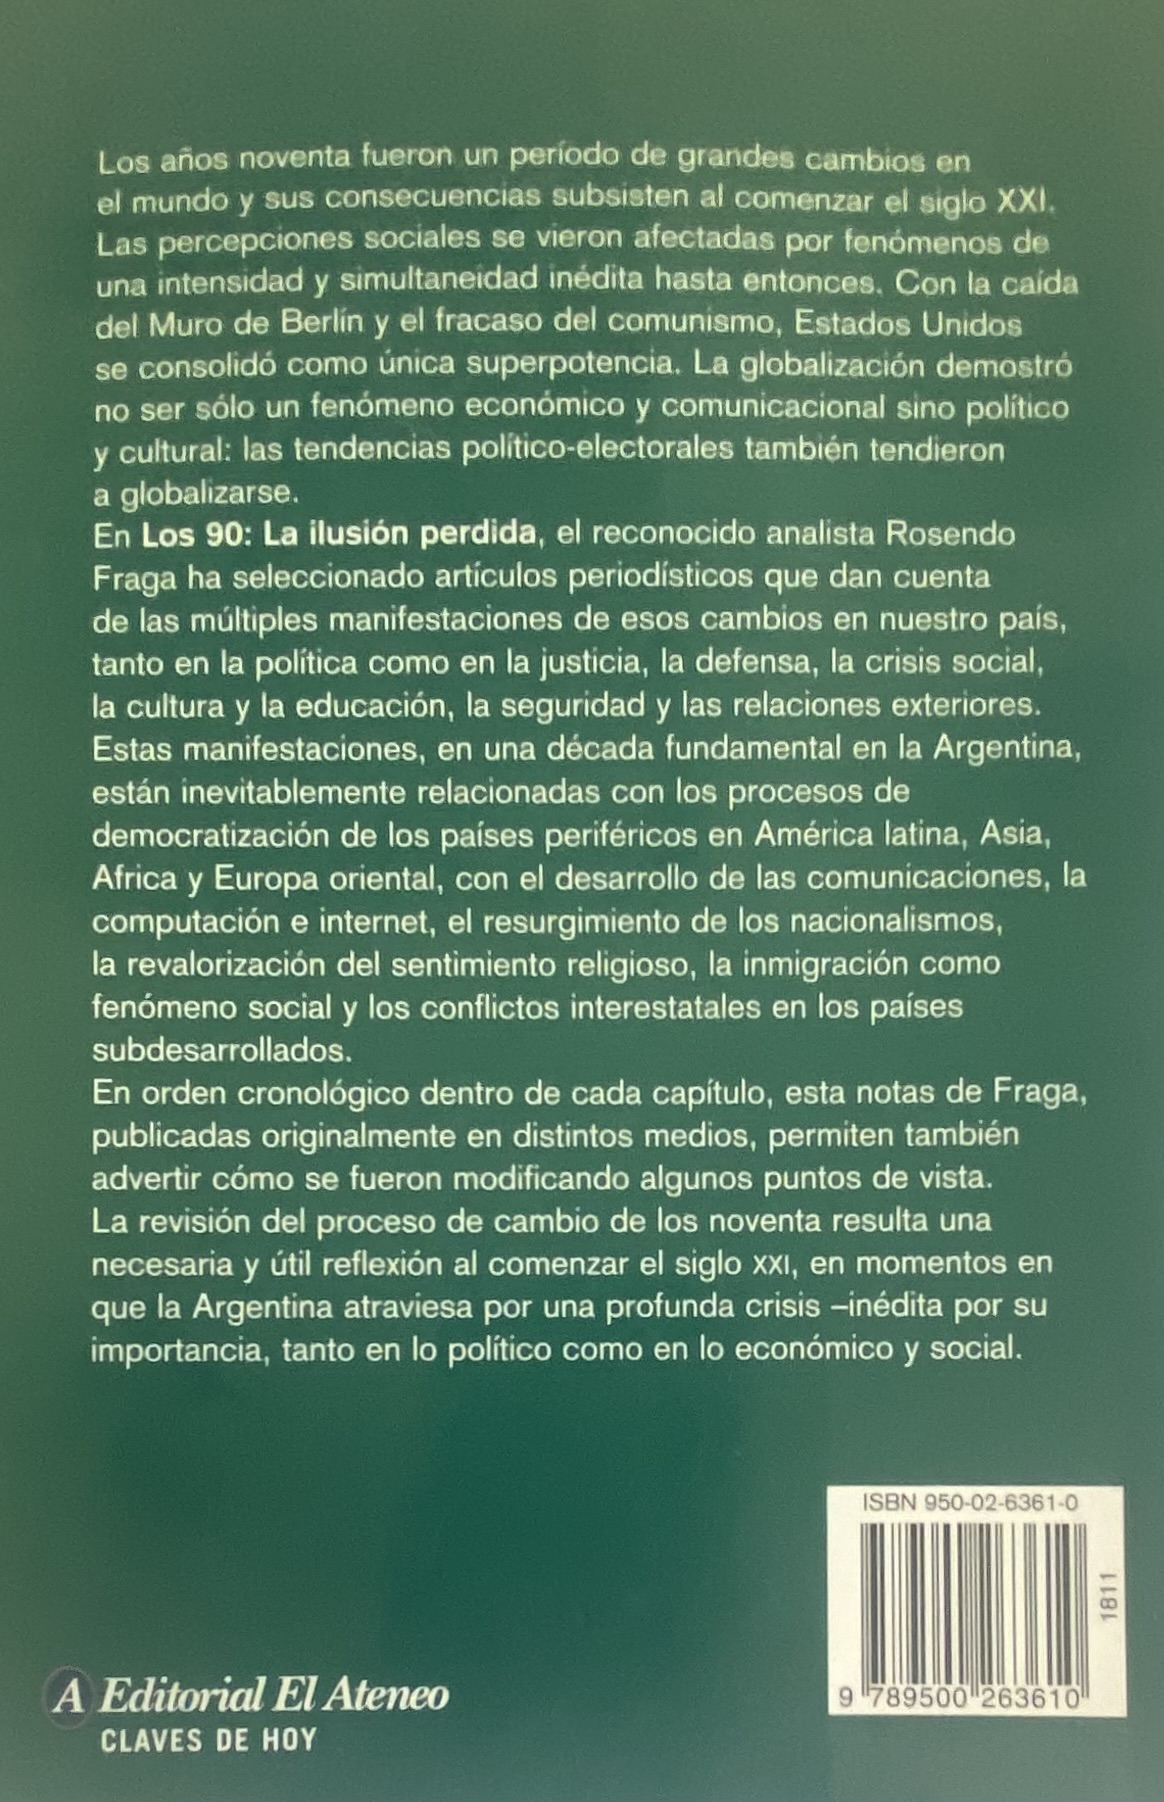 Los años noventa fueron un período de grandes cambios en
el mundo y sus consecuencias subsisten al comenzar el siglo XXI.
Las percepciones sociales se vieron afectadas por fenómenos de
una intensidad y simultaneidad inédita hasta entonces. Con la caída
del Muro de Berlín y el fracaso del comunismo, Estados Unidos
se consolidó como única superpotencia. La globalización demostró
no ser sólo un fenómeno económico y comunicacional sino político
y cultural: las tendencias político-electorales también tendieron
a globalizarse.
En Los 90: La ilusión perdida, el reconocido analista Rosendo
Fraga ha seleccionado artículos periodísticos que dan cuenta
de las múltiples manifestaciones de esos cambios en nuestro país,
tanto en la política como en la justicia, la defensa, la crisis social,
la cultura y la educación, la seguridad y las relaciones exteriores.
Estas manifestaciones, en una década fundamental en la Argentina,
están inevitablemente relacionadas con los procesos de
democratización de los países periféricos en América latina, Asia,
Africa y Europa oriental, con el desarrollo de las comunicaciones, la
computación e internet, el resurgimiento de los nacionalismos,
la revalorización del sentimiento religioso, la inmigración como
fenómeno social y los conflictos interestatales en los países
subdesarrollados.
En orden cronológico dentro de cada capítulo, esta notas de Fraga,
publicadas originalmente en distintos medios, permiten también
advertir cómo se fueron modificando algunos puntos de vista.
La revisión del proceso de cambio de los noventa resulta una
necesaria y útil reflexión al comenzar el siglo XXI, en momentos en
que la Argentina atraviesa por una profunda crisis –inédita por su
importancia, tanto en lo político como en lo económico y social.
ISBN 950-02-6361-0
1811
9 789500 263610
A Editorial El Ateneo
CLAVES DE HOY